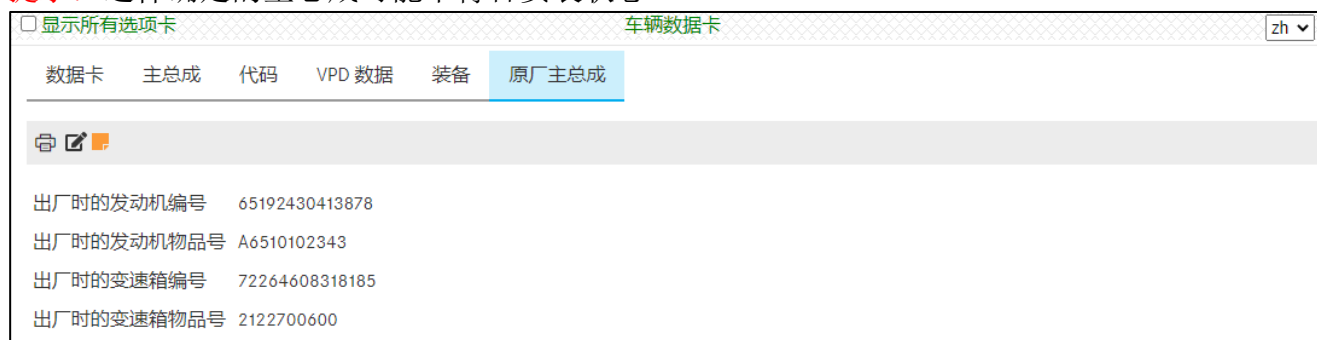 显示所有选项卡 车辆数据卡 zh
数据卡 主总成 代码 VPD 数据 装备 原厂主总成
出厂时的发动机编号 65192430413878
出厂时的发动机物品号 A6510102343
出厂时的变速箱编号 72264608318185
出厂时的变速箱物品号 2122700600